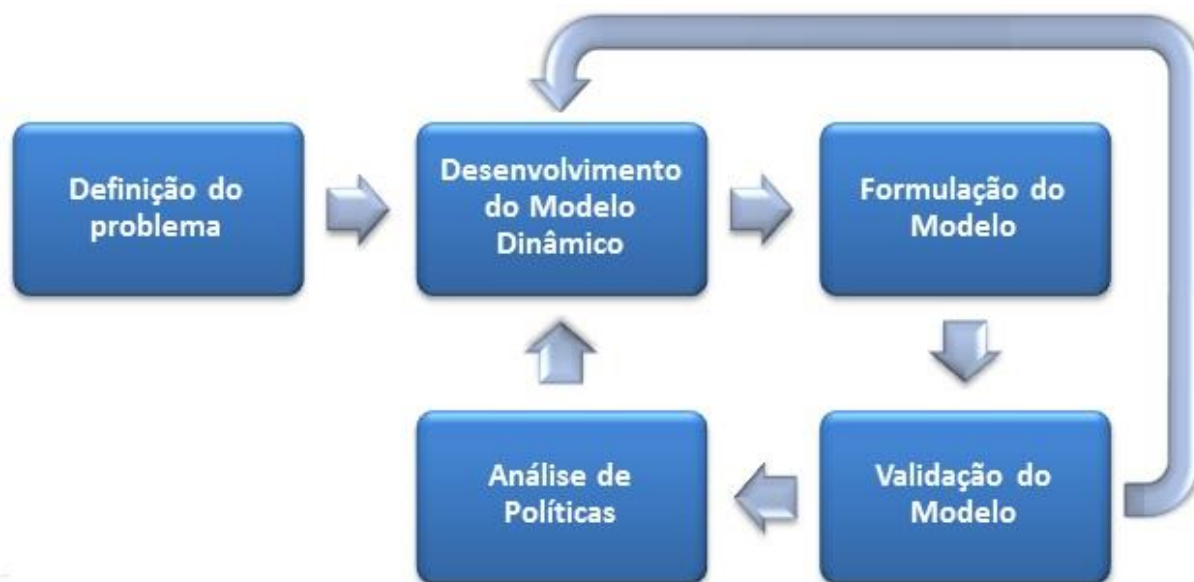 Definição do
problema
Desenvolvimento
do Modelo
Dinâmico
Formulação do
Modelo
Validação do
Modelo
Análise de
Políticas